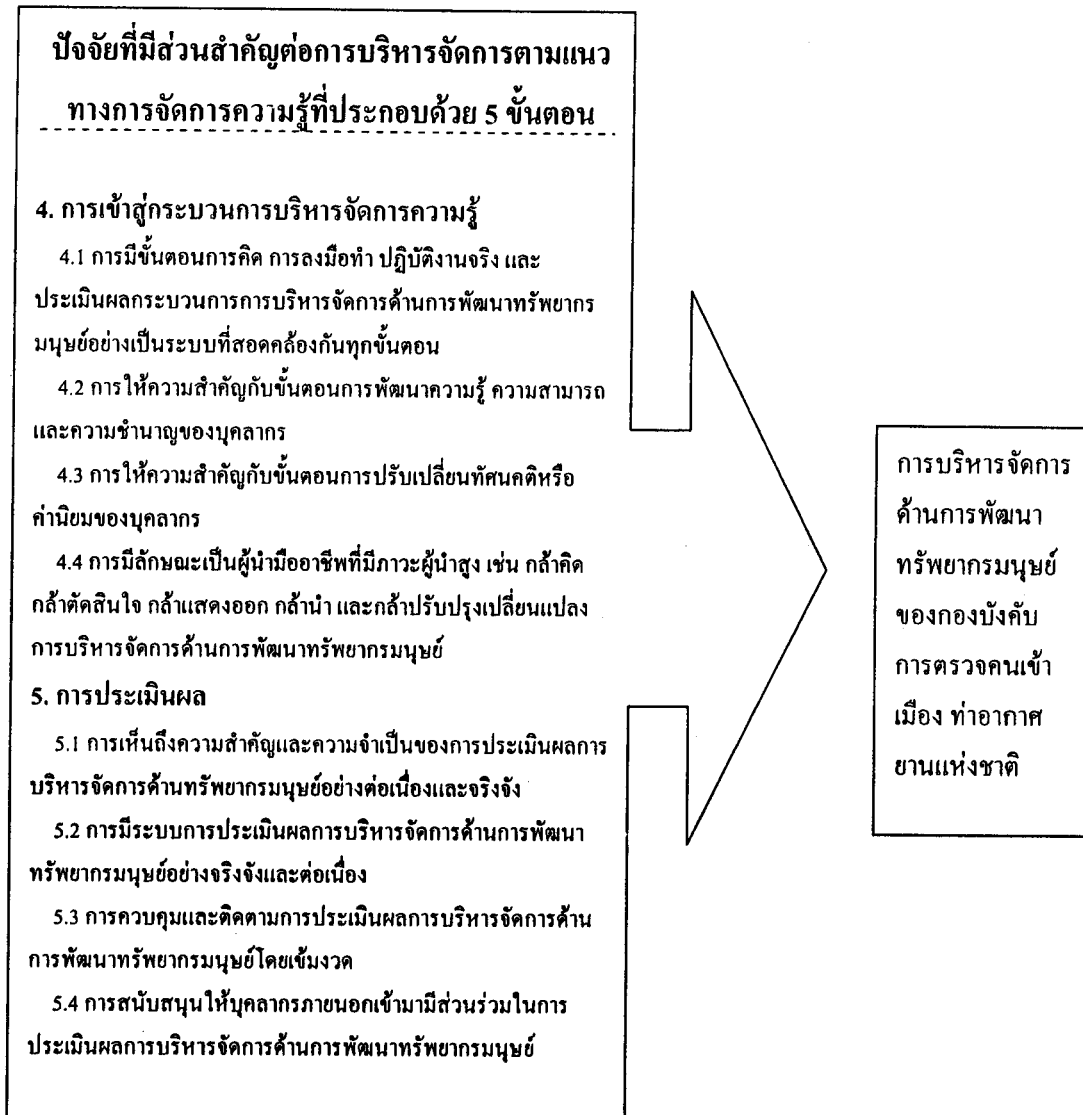 ปัจจัยที่มีส่วนสำคัญต่อการบริหารจัดการตามแนว
ทางการจัดการความรู้ที่ประกอบด้วย 5 ขั้นตอน
4. การเข้าสู่กระบวนการบริหารจัดการความรู้
4.1 การมีขั้นตอนการคิด การลงมือทำ ปฏิบัติงานจริง และ
ประเมินผลกระบวนการการบริหารจัดการด้านการพัฒนาทรัพยากร
มนุษย์อย่างเป็นระบบที่สอดคล้องกันทุกขั้นตอน
4.2 การให้ความสำคัญกับขั้นตอนการพัฒนาความรู้ ความสามารถ
และความชำนาญของบุคลากร
4.3 การให้ความสำคัญกับขั้นตอนการปรับเปลี่ยนทัศนคติหรือ
ค่านิยมของบุคลากร
4.4 การมีลักษณะเป็นผู้นำมืออาชีพที่มีภาวะผู้นำสูง เช่น กล้าคิด
กล้าตัดสินใจ กล้าแสดงออก กล้านำ และกล้าปรับปรุงเปลี่ยนแปลง
การบริหารจัดการด้านการพัฒนาทรัพยากรมนุษย์
5. การประเมินผล
5.1 การเห็นถึงความสำคัญและความจำเป็นของการประเมินผลการ
บริหารจัดการด้านทรัพยากรมนุษย์อย่างต่อเนื่องและจริงจัง
5.2 การมีระบบการประเมินผลการบริหารจัดการด้านการพัฒนา
ทรัพยากรมนุษย์อย่างจริงจังและต่อเนื่อง
5.3 การควบคุมและติดตามการประเมินผลการบริหารจัดการด้าน
การพัฒนาทรัพยากรมนุษย์โดยเข้มงวด
5.4 การสนับสนุนให้บุคลากรภายนอกเข้ามามีส่วนร่วมในการ
ประเมินผลการบริหารจัดการด้านการพัฒนาทรัพยากรมนุษย์
การบริหารจัดการ
ด้านการพัฒนา
ทรัพยากรมนุษย์
ของกองบังคับ
การตรวจคนเข้า
เมือง ท่าอากาศ
ยานแห่งชาติ